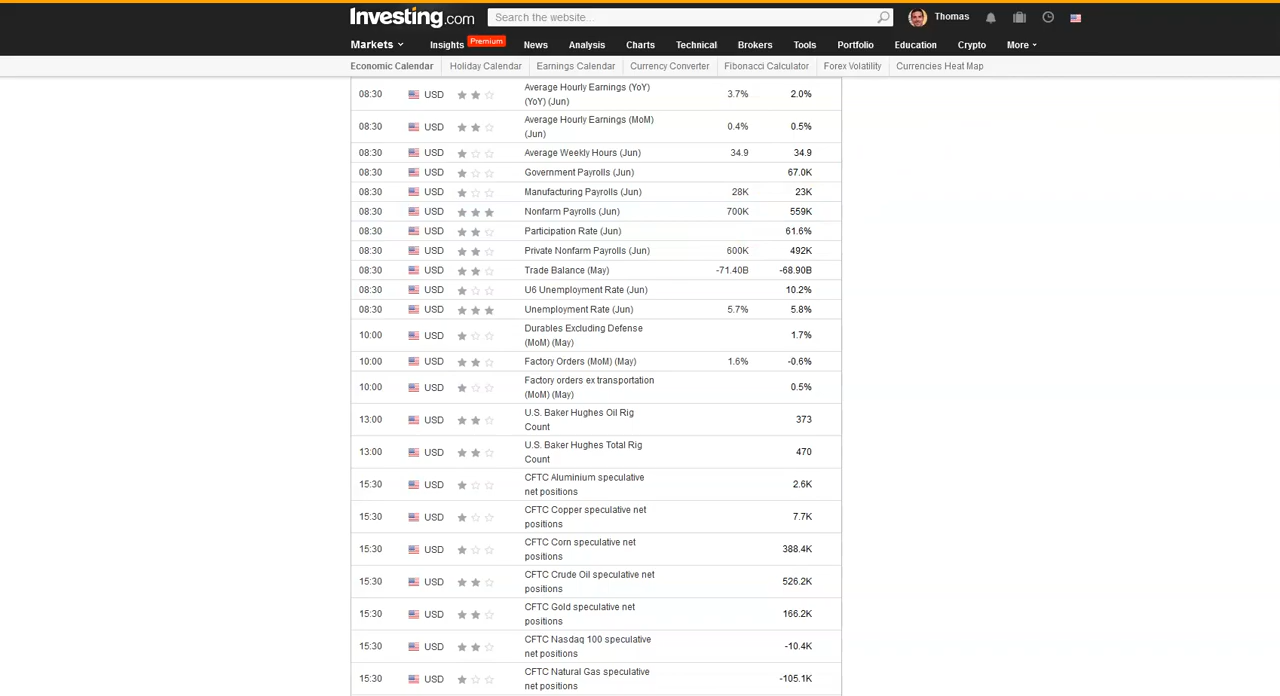 Investing.com Search the website... Thomas
Markets Insights Premium News Analysis Charts Technical Brokers Tools Portfolio Education Crypto More
Economic Calendar Holiday Calendar Earnings Calendar Currency Converter Fibonacci Calculator Forex Volatility Currencies Heat Map
08:30 USD Average Hourly Earnings (YoY) 3.7% 2.0%
(YoY) (Jun)
08:30 USD Average Hourly Earnings (MoM) 0.4% 0.5%
(Jun)
08:30 USD Average Weekly Hours (Jun) 34.9 34.9
08:30 USD Government Payrolls (Jun) 67.0K
08:30 USD Manufacturing Payrolls (Jun) 28K 23K
08:30 USD Nonfarm Payrolls (Jun) 700K 559K
08:30 USD Participation Rate (Jun) 61.6%
08:30 USD Private Nonfarm Payrolls (Jun) 600K 492K
08:30 USD Trade Balance (May) -71.40B -68.90B
08:30 USD U6 Unemployment Rate (Jun) 10.2%
08:30 USD Unemployment Rate (Jun) 5.7% 5.8%
10:00 USD Durables Excluding Defense 1.7%
(MoM) (May)
10:00 USD Factory Orders (MoM) (May) 1.6% -0.6%
10:00 USD Factory orders ex transportation 0.5%
(MoM) (May)
13:00 USD U.S. Baker Hughes Oil Rig 373
Count
13:00 USD U.S. Baker Hughes Total Rig 470
Count
15:30 USD CFTC Aluminium speculative 2.6K
net positions
15:30 USD CFTC Copper speculative net 7.7K
positions
15:30 USD CFTC Corn speculative net 388.4K
positions
15:30 USD CFTC Crude Oil speculative net 526.2K
positions
15:30 USD CFTC Gold speculative net 166.2K
positions
15:30 USD CFTC Nasdaq 100 speculative -10.4K
net positions
15:30 USD CFTC Natural Gas speculative -105.1K
net positions